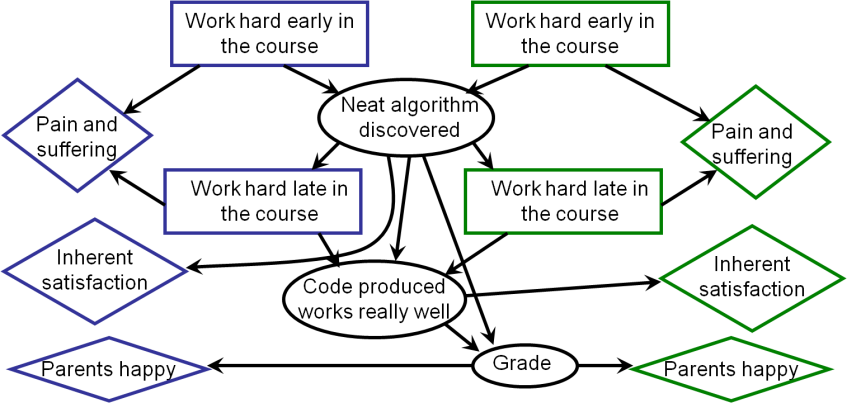 Work hard early in
the course
Work hard early in
the course
Neat algorithm
discovered
Pain and
suffering
Pain and
suffering
Work hard late in
the course
Work hard late in
the course
Inherent
satisfaction
Inherent
satisfaction
Code produced
works really well
Parents happy
Grade
Parents happy